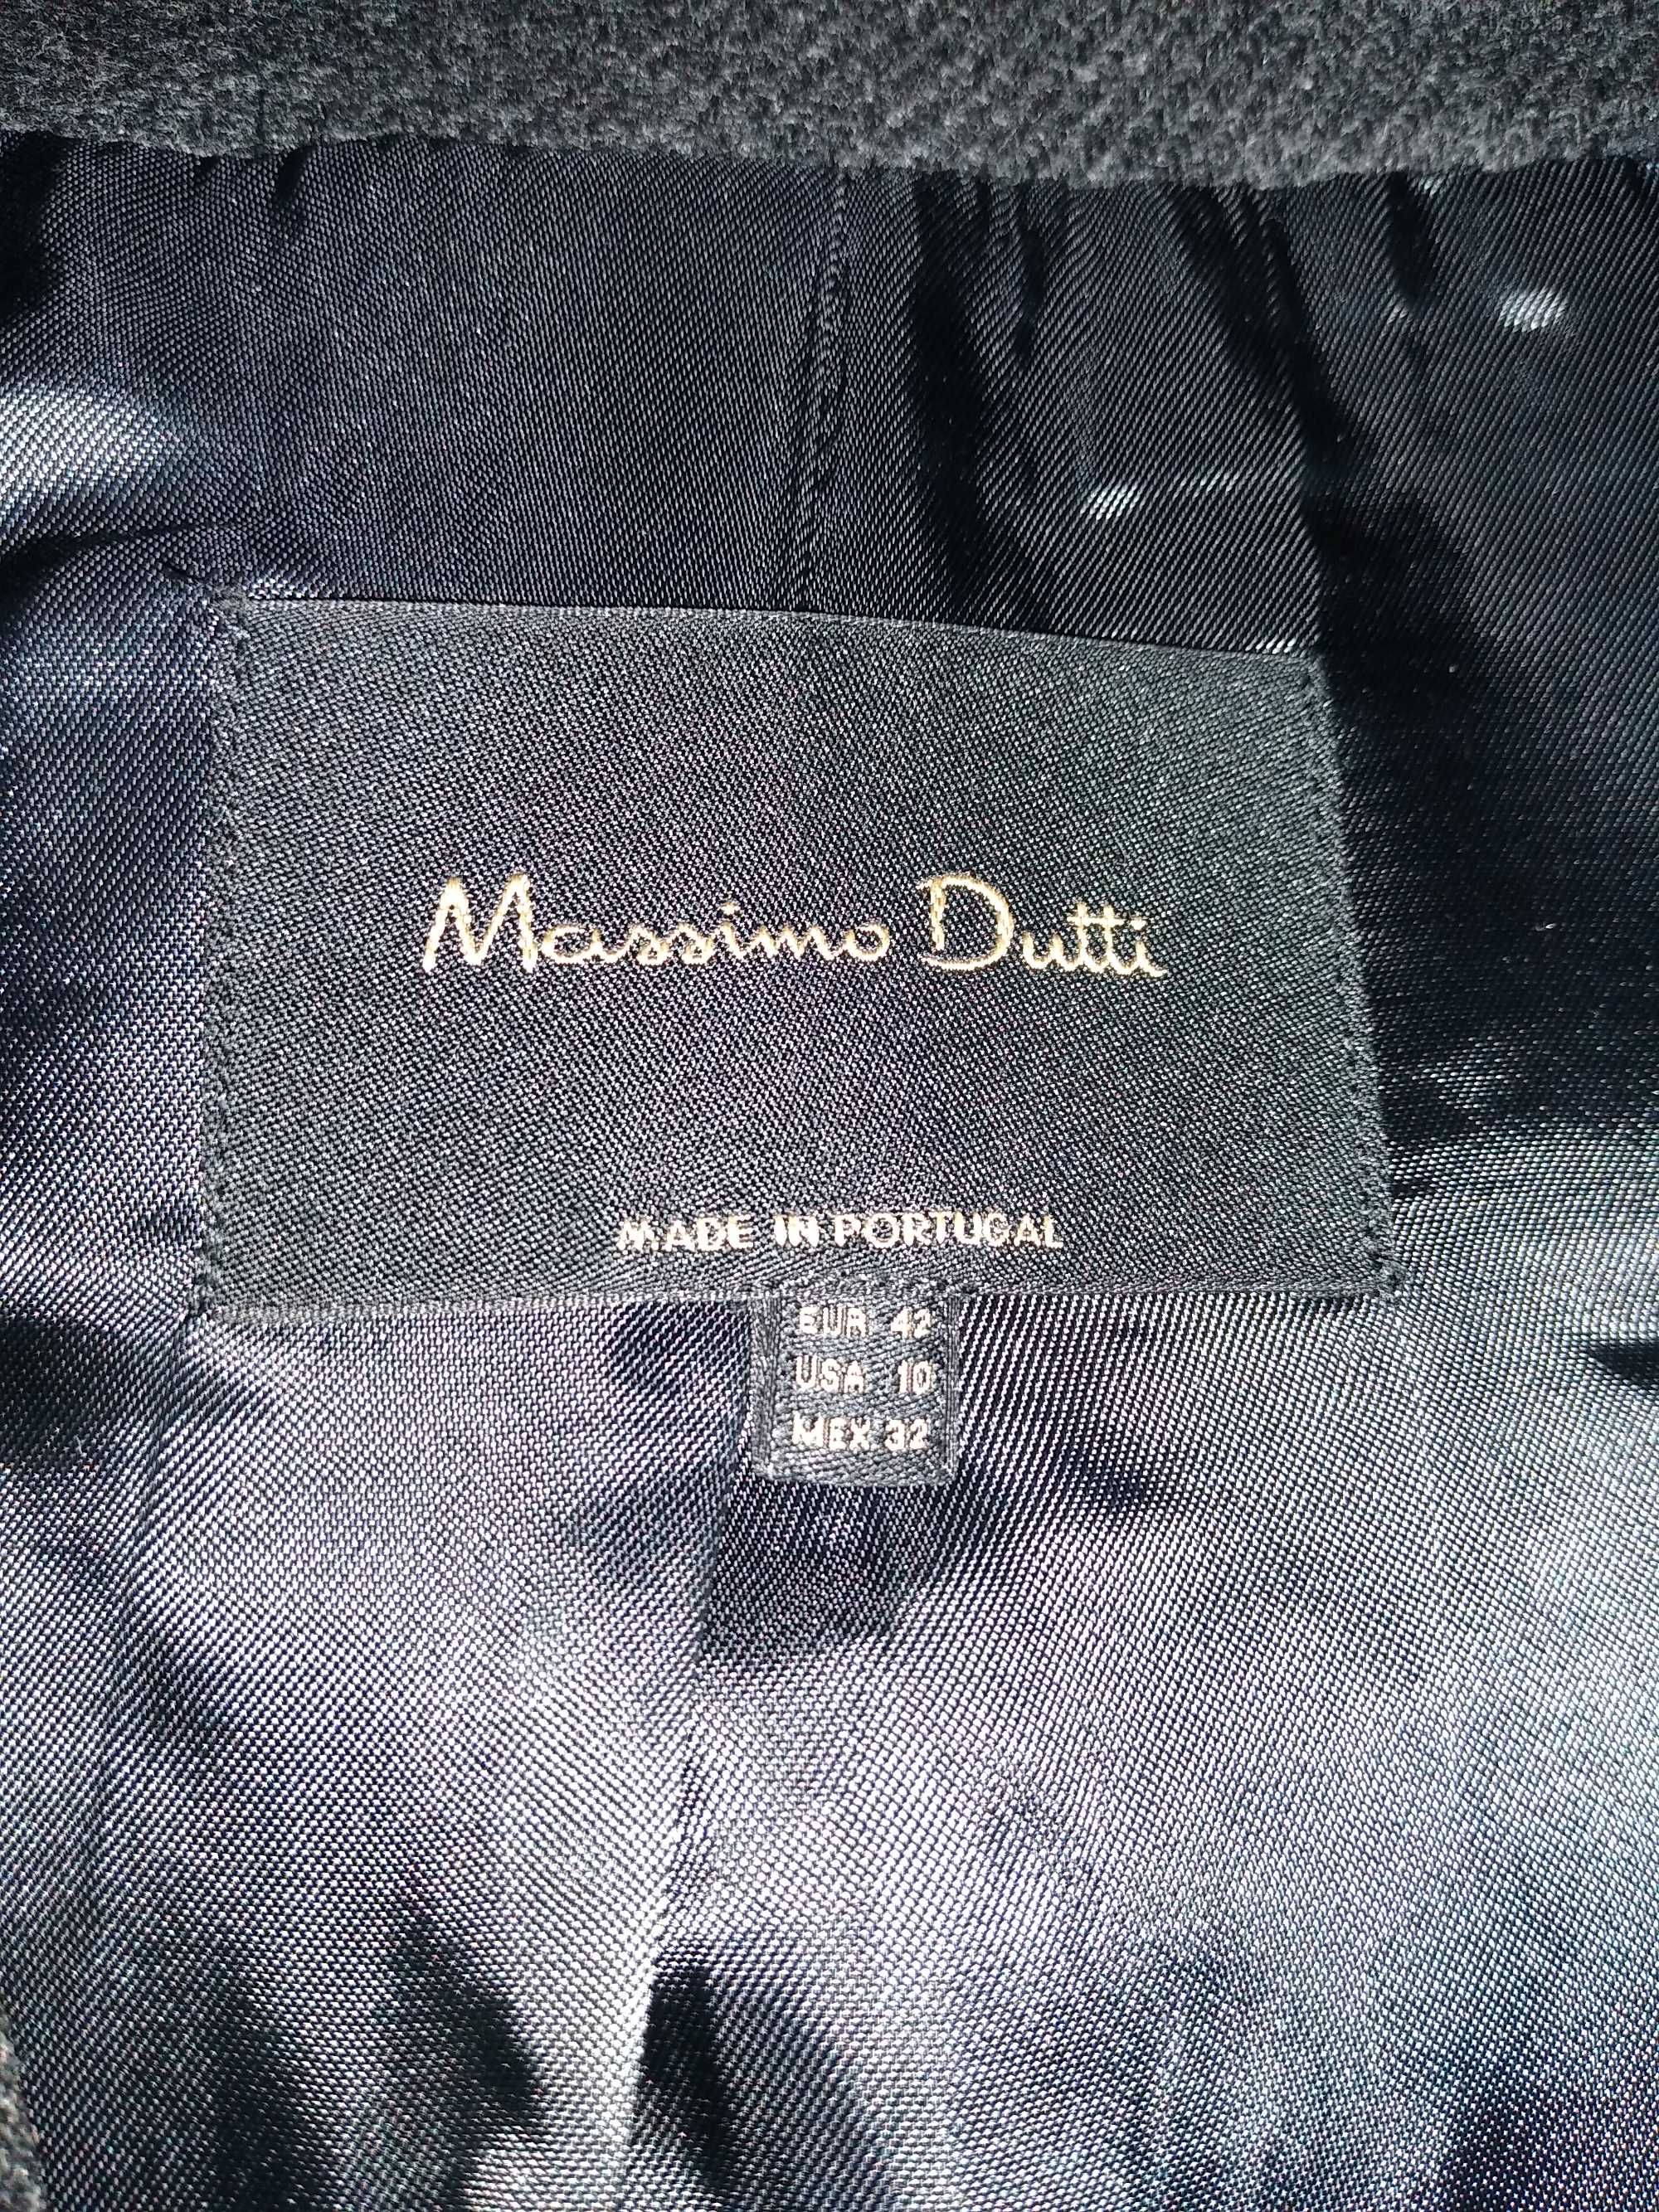 Massimo Dutti
MADE IN PORTUGAL
EUR 42
USA 10
MEX 32